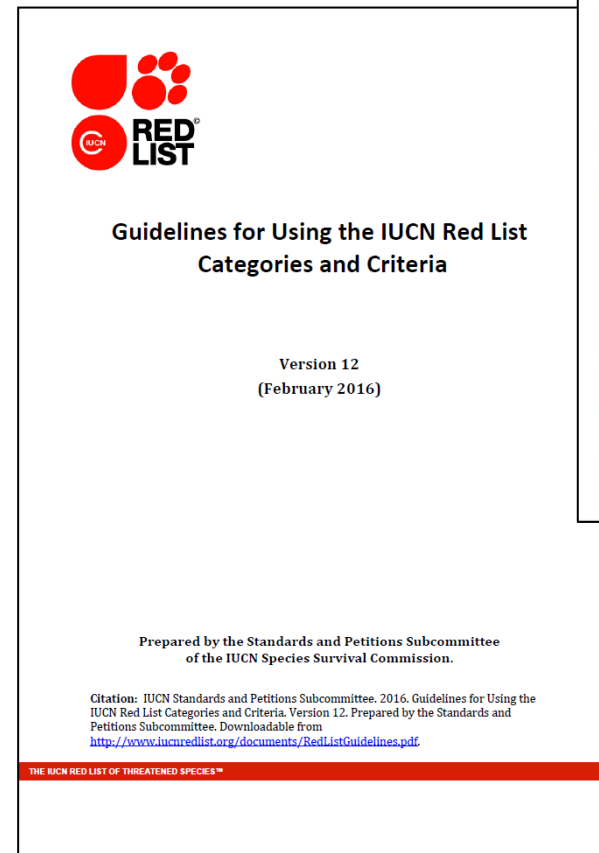 IUCN
RED©
LIST
Guidelines for Using the IUCN Red List
Categories and Criteria
Version 12
(February 2016)
Prepared by the Standards and Petitions Subcommittee
of the IUCN Species Survival Commission.
Citation: IUCN Standards and Petitions Subcommittee. 2016. Guidelines for Using the
IUCN Red List Categories and Criteria. Version 12. Prepared by the Standards and
Petitions Subcommittee. Downloadable from
http://www.iucnredlist.org/documents/RedListGuidelines.pdf.
THE IUCN RED LIST OF THREATENED SPECIES™